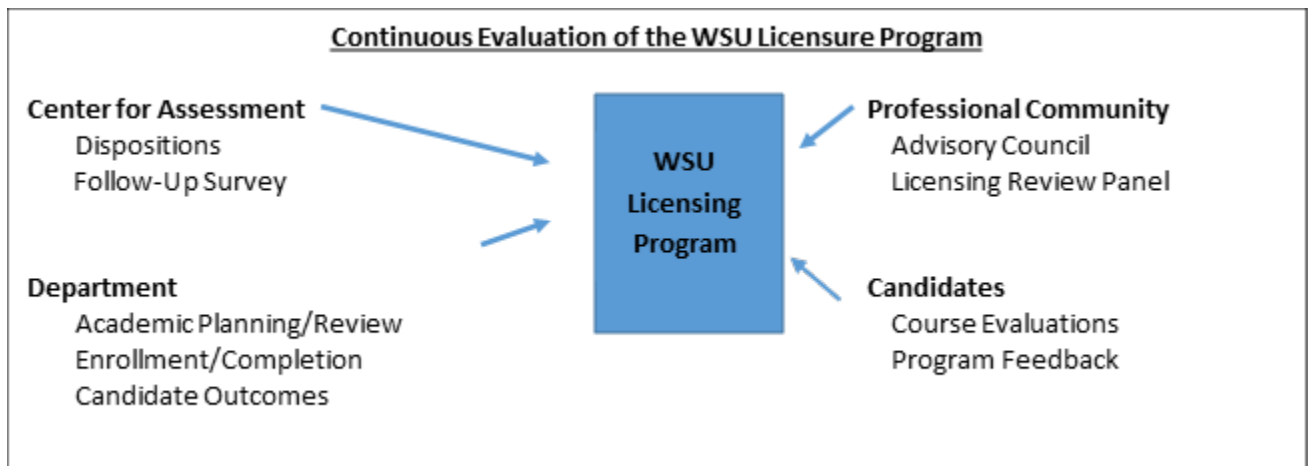 Continuous Evaluation of the WSU Licensure Program
Center for Assessment
Dispositions
Follow-Up Survey
Department
Academic Planning/Review
Enrollment/Completion
Candidate Outcomes
WSU
Licensing
Program
Professional Community
Advisory Council
Licensing Review Panel
Candidates
Course Evaluations
Program Feedback